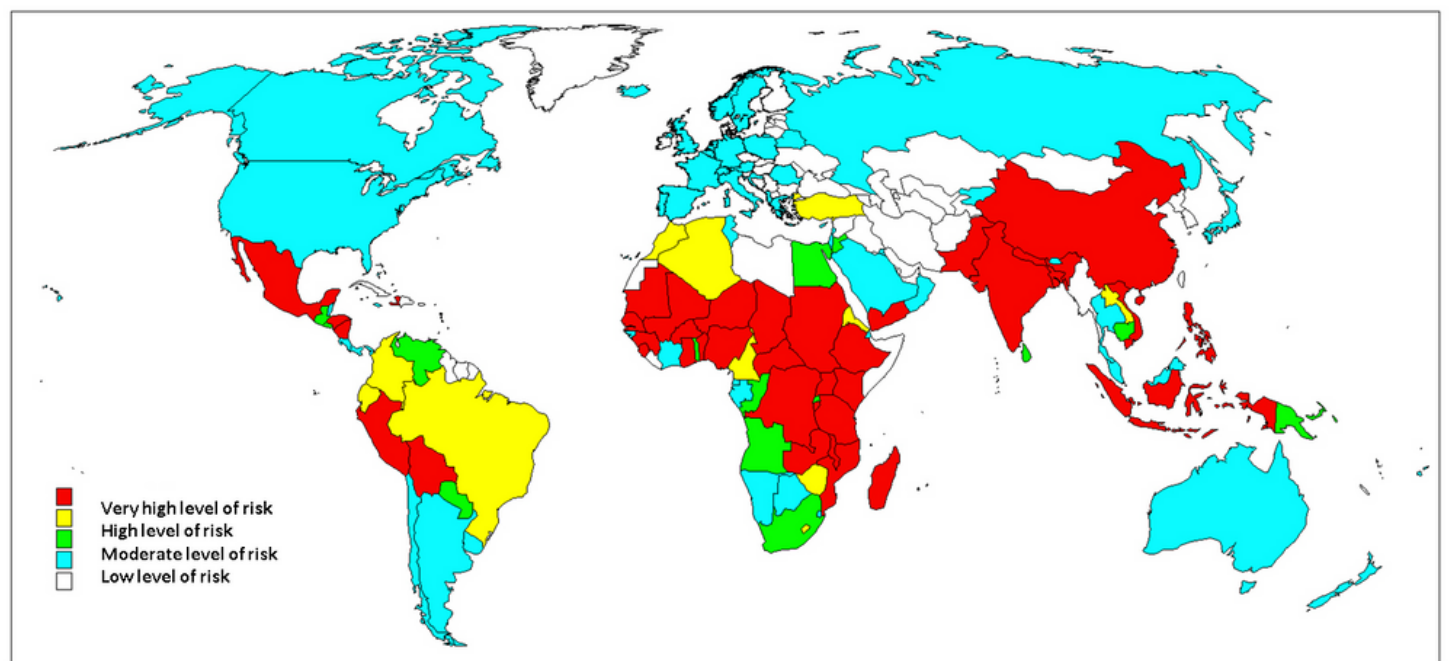 Very high level of risk
High level of risk
Moderate level of risk
Low level of risk